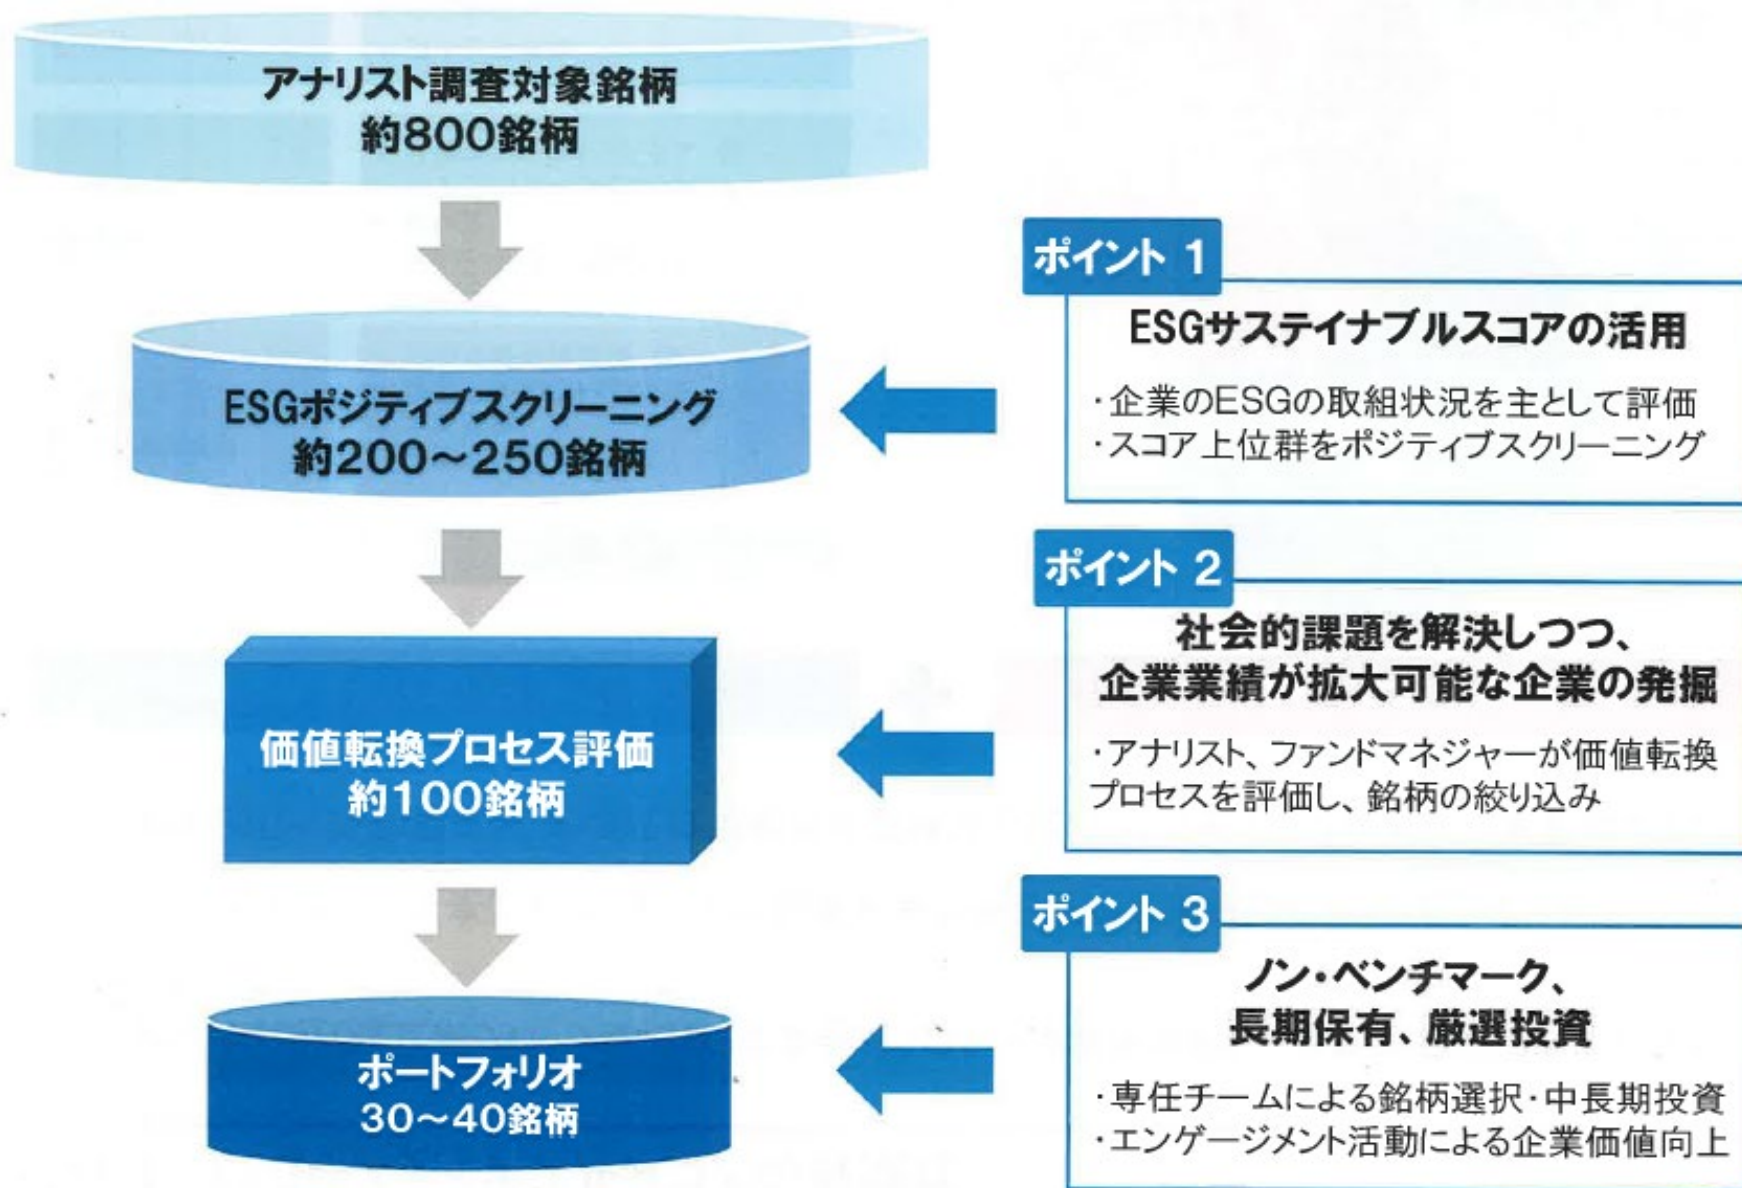 アナリスト調査対象銘柄
約800銘柄
ポイント 1
ESGサステイナブルスコアの活用
・企業のESGの取組状況を主として評価
・スコア上位群をポジティブスクリーニング
ESGポジティブスクリーニング
約200～250銘柄
ポイント 2
社会的課題を解決しつつ、
企業業績が拡大可能な企業の発掘
・アナリスト、ファンドマネジャーが価値転換
プロセスを評価し、銘柄の絞り込み
価値転換プロセス評価
約100銘柄
ポイント 3
ノン・ベンチマーク、
長期保有、厳選投資
・専任チームによる銘柄選択・中長期投資
・エンゲージメント活動による企業価値向上
ポートフォリオ
30～40銘柄